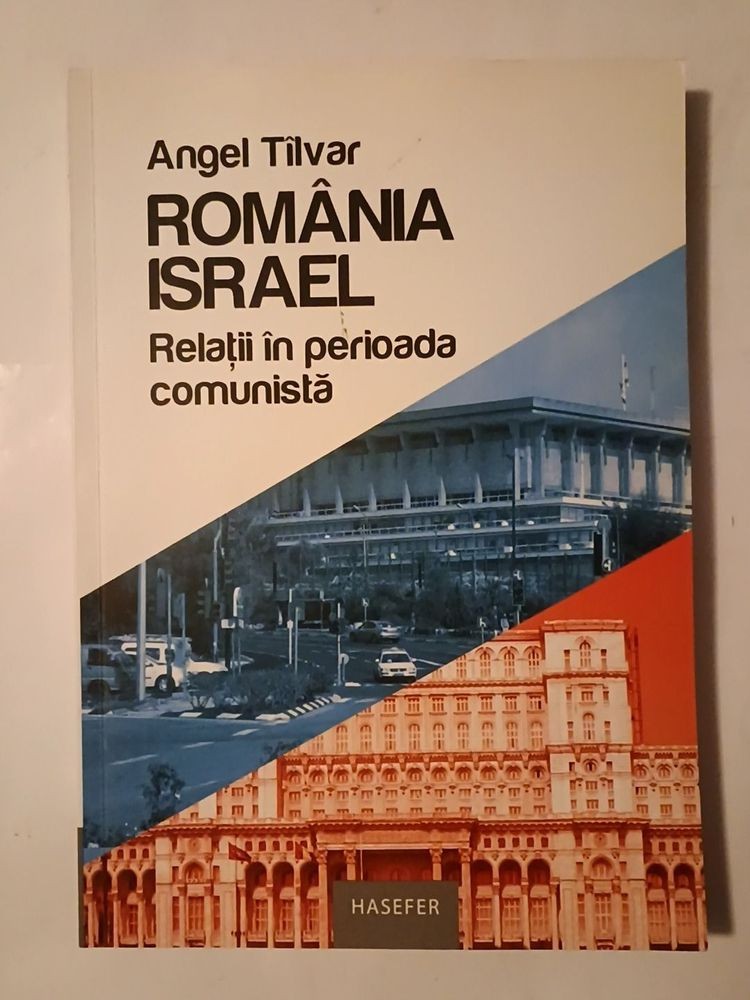 Angel Tîlvar
ROMÂNIA
ISRAEL
Relații în perioada
comunistă
HASEFER